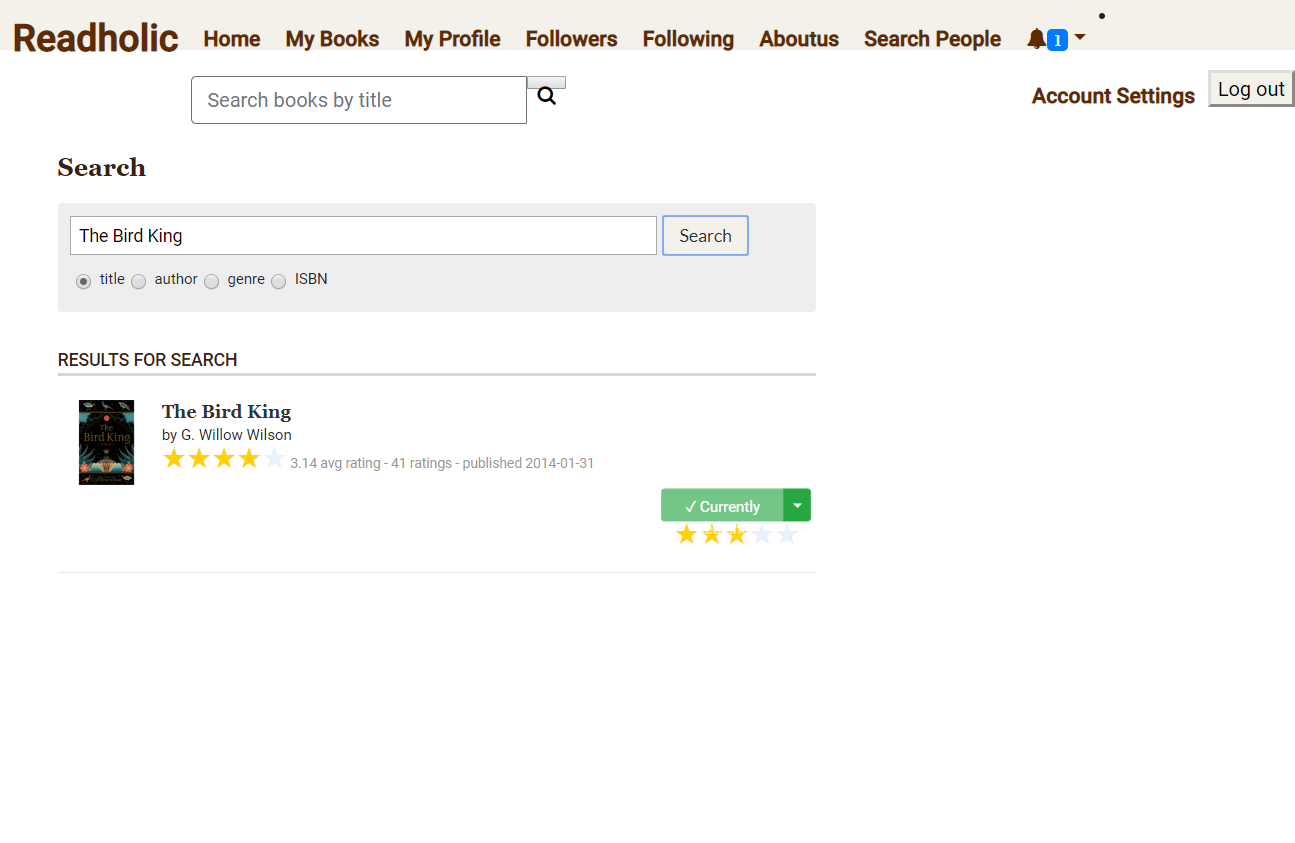 Readholic Home My Books My Profile Followers Following Aboutus Search People 1
Search books by title
Account Settings Log out
Search
The Bird King Search
title author genre ISBN
RESULTS FOR SEARCH
The Bird King
The Bird King
by G. Willow Wilson
3.14 avg rating - 41 ratings - published 2014-01-31
✓ Currently